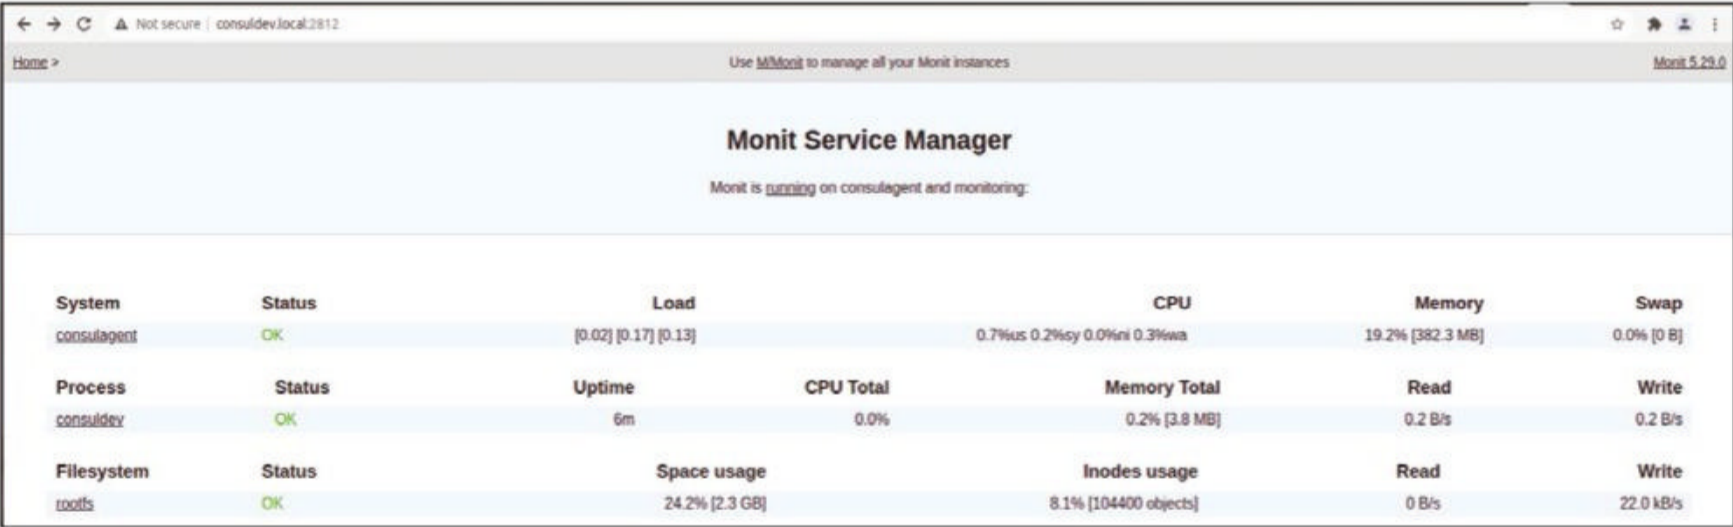 Not secure | consuldev.local:2812
Home > Use M/Monit to manage all your Monit instances Monit 5.29.0
Monit Service Manager
Monit is running on consulagent and monitoring:
System Status Load CPU Memory Swap
consulagent OK [0.02] [0.17] [0.13] 0.7%us 0.2%sy 0.0%ni 0.3%wa 19.2% [382.3 MB] 0.0% [0 B]
Process Status Uptime CPU Total Memory Total Read Write
consuldev OK 6m 0.0% 0.2% [3.8 MB] 0.2 B/s 0.2 B/s
Filesystem Status Space usage Inodes usage Read Write
rootfs OK 24.2% [2.3 GB] 8.1% [104400 objects] 0 B/s 22.0 kB/s